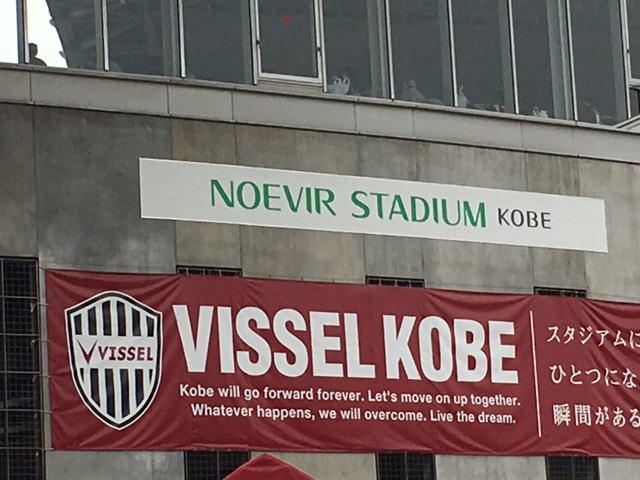 NOEVIR STADIUM KOBE
VISSEL
VISSEL KOBE
Kobe will go forward forever. Let's move on up together.
Whatever happens, we will overcome. Live the dream.
スタジアムに
ひとつにな
瞬間がある